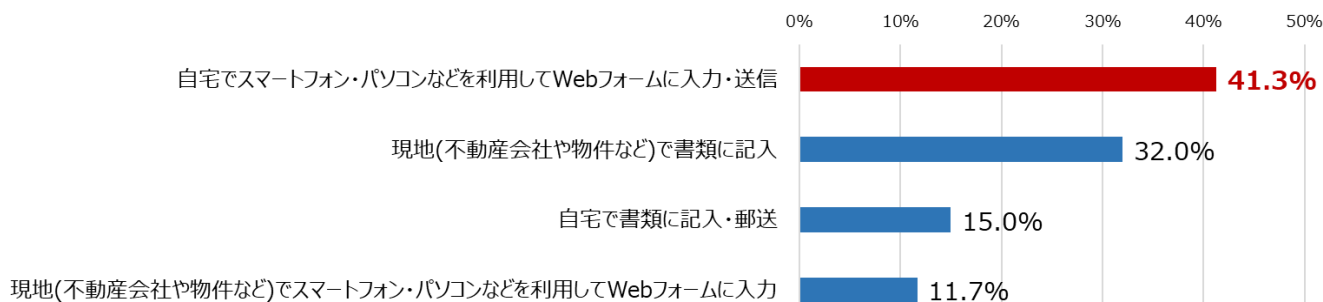 0% 10% 20% 30% 40% 50%
自宅でスマートフォン・パソコンなどを利用してWebフォームに入力・送信 41.3%
現地(不動産会社や物件など)で書類に記入 32.0%
自宅で書類に記入・郵送 15.0%
現地(不動産会社や物件など)でスマートフォン・パソコンなどを利用してWebフォームに入力 11.7%